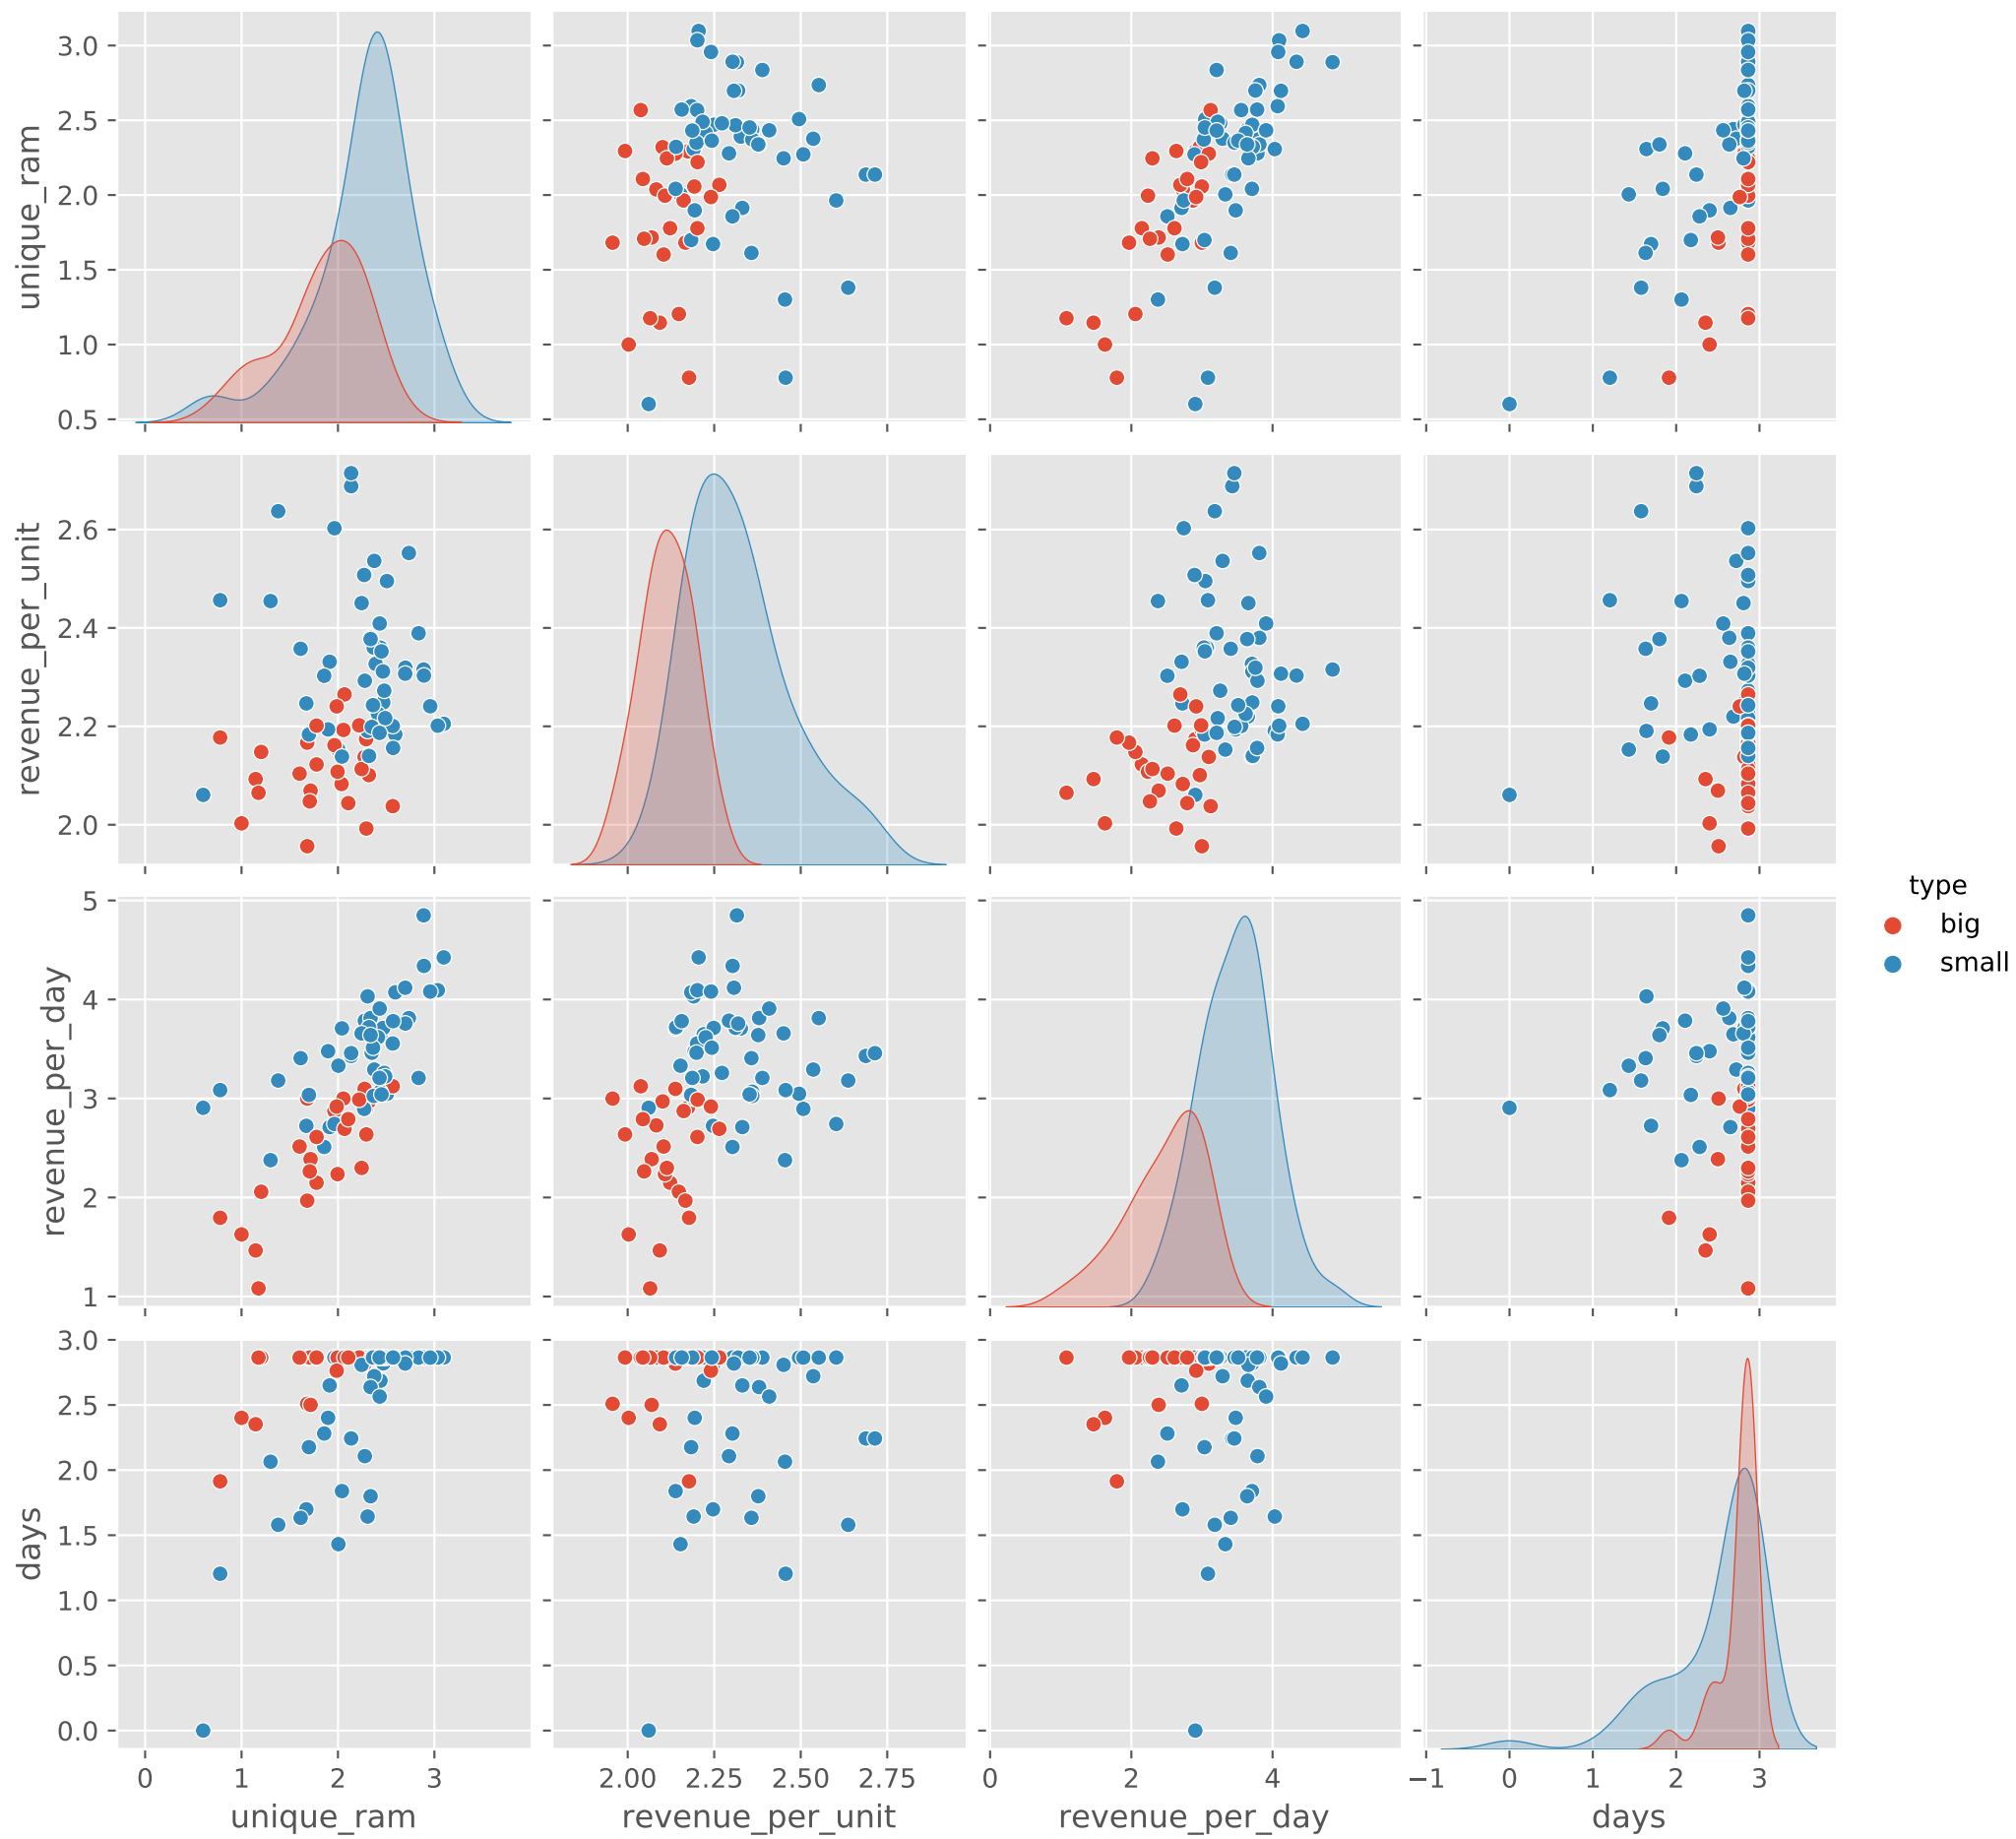 unique_ram
3.0
2.5
2.0
1.5
1.0
0.5
revenue_per_unit
2.6
2.4
2.2
2.0
type
big
small
revenue_per_day
5
4
3
2
1
days
3.0
2.5
2.0
1.5
1.0
0.5
0.0
0 1 2 3
2.00 2.25 2.50 2.75
0 2 4
−1 0 1 2 3
unique_ram
revenue_per_unit
revenue_per_day
days